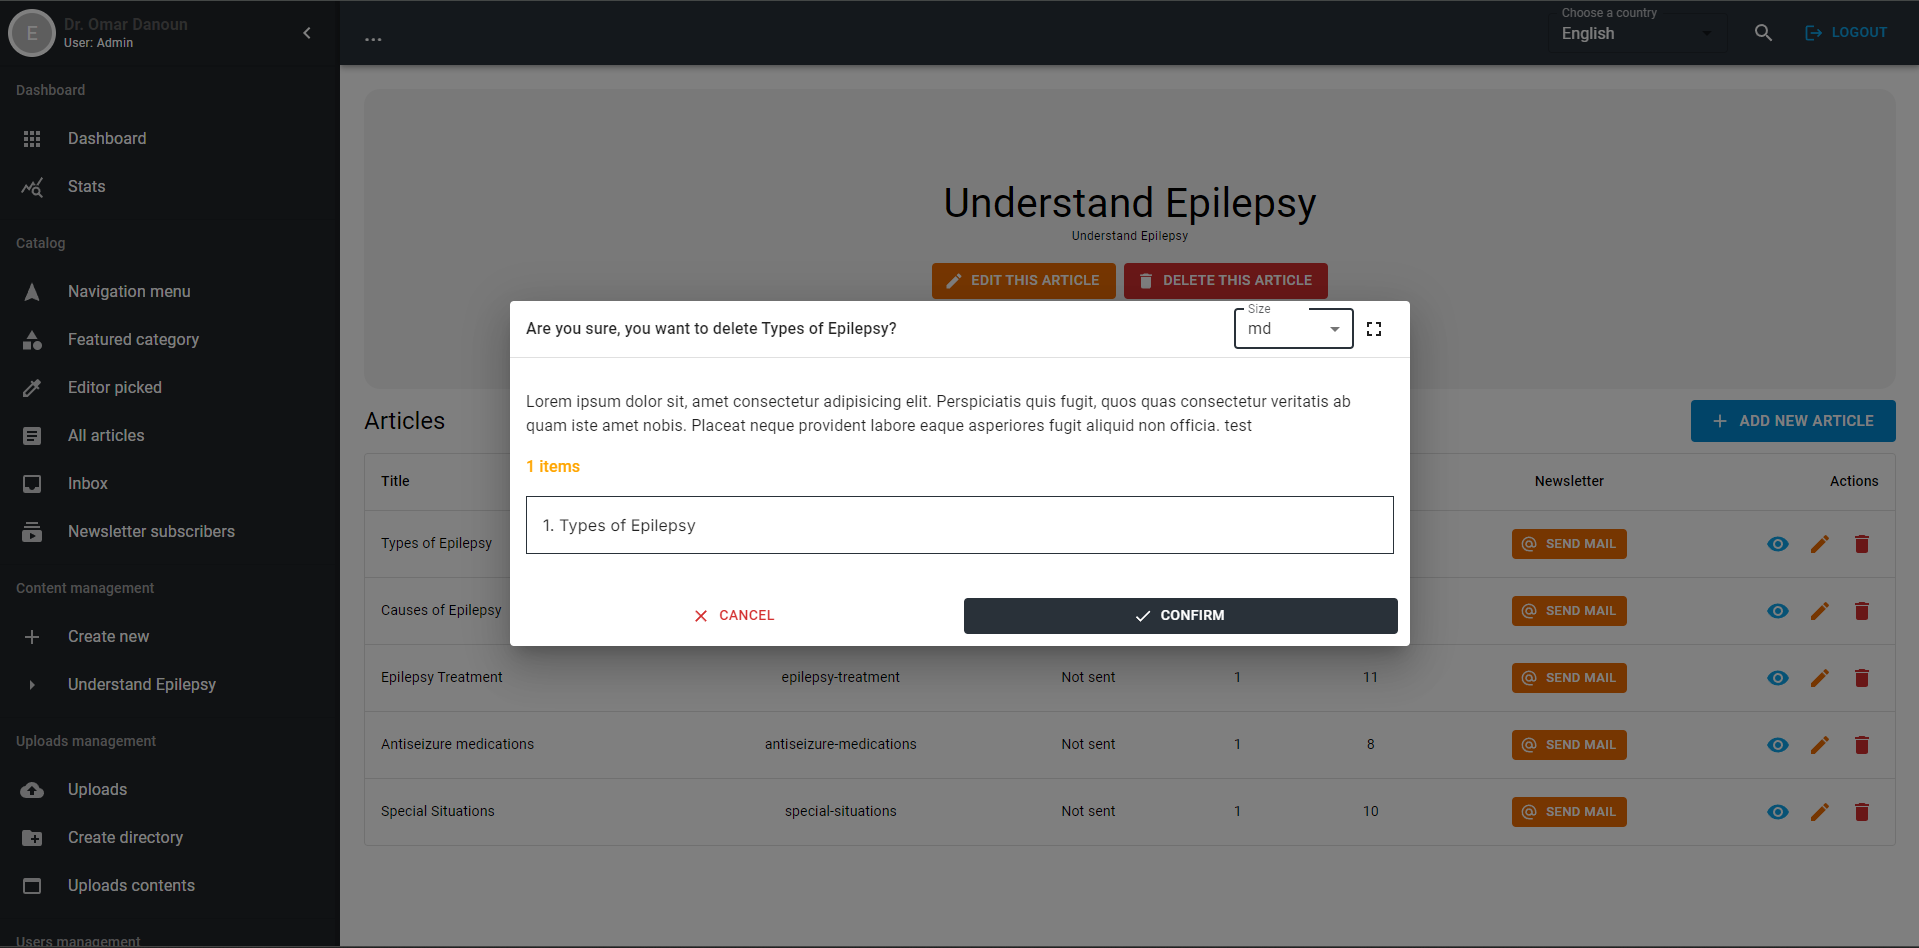 E
Dr. Omar Danoun
User: Admin
Dashboard
Dashboard
Stats
Catalog
Navigation menu
Featured category
Editor picked
All articles
Inbox
Newsletter subscribers
Content management
Create new
Understand Epilepsy
Uploads management
Uploads
Create directory
Uploads contents
Users management
...
Choose a country
English
LOGOUT
Understand Epilepsy
Understand Epilepsy
EDIT THIS ARTICLE
DELETE THIS ARTICLE
Are you sure, you want to delete Types of Epilepsy?
Size
md
Lorem ipsum dolor sit, amet consectetur adipisicing elit. Perspiciatis quis fugit, quos quas consectetur veritatis ab
quam iste amet nobis. Placeat neque provident labore eaque asperiores fugit aliquid non officia. test
1 items
1. Types of Epilepsy
CANCEL
CONFIRM
Articles
ADD NEW ARTICLE
Title Newsletter Actions
Types of Epilepsy SEND MAIL
Causes of Epilepsy SEND MAIL
Epilepsy Treatment epilepsy-treatment Not sent 1 11 SEND MAIL
Antiseizure medications antiseizure-medications Not sent 1 8 SEND MAIL
Special Situations special-situations Not sent 1 10 SEND MAIL